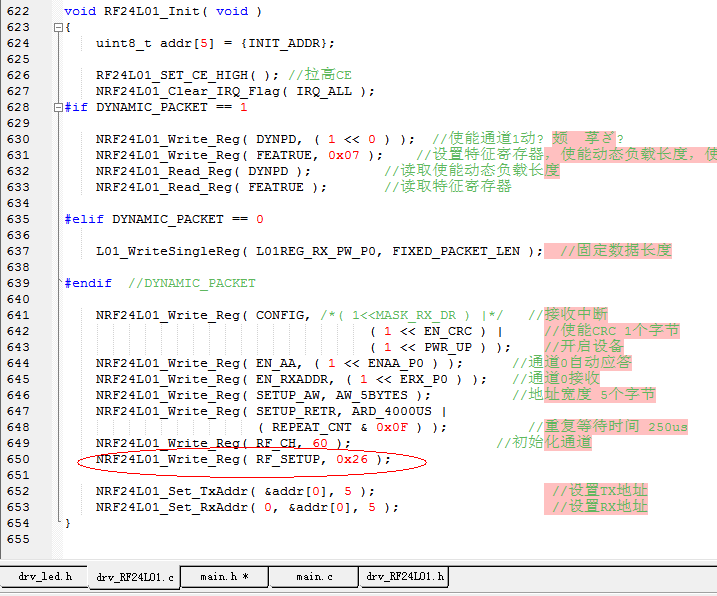 622 void RF24L01_Init( void )
623 {
624 uint8_t addr[5] = {INIT_ADDR};
625
626 RF24L01_SET_CE_HIGH( ); //拉高CE
627 NRF24L01_Clear_IRQ_Flag( IRQ_ALL );
628 #if DYNAMIC_PACKET == 1
629
630 NRF24L01_Write_Reg( DYNPD, ( 1 << 0 ) ); //使能通道1动? 颏 掌ざ?
631 NRF24L01_Write_Reg( FEATRUE, 0x07 ); //设置特征寄存器, 使能动态负载长度, 使
632 NRF24L01_Read_Reg( DYNPD ); //读取使能动态负载长度
633 NRF24L01_Read_Reg( FEATRUE ); //读取特征寄存器
634
635 #elif DYNAMIC_PACKET == 0
636
637 L01_WriteSingleReg( L01REG_RX_PW_P0, FIXED_PACKET_LEN ); //固定数据长度
638
639 #endif //DYNAMIC_PACKET
640
641 NRF24L01_Write_Reg( CONFIG, /*( 1<<MASK_RX_DR ) |*/ //接收中断
642 ( 1 << EN_CRC ) | //使能CRC 1个字节
643 ( 1 << PWR_UP ) ); //开启设备
644 NRF24L01_Write_Reg( EN_AA, ( 1 << ENAA_P0 ) ); //通道0自动应答
645 NRF24L01_Write_Reg( EN_RXADDR, ( 1 << ERX_P0 ) ); //通道0接收
646 NRF24L01_Write_Reg( SETUP_AW, AW_5BYTES ); //地址宽度 5个字节
647 NRF24L01_Write_Reg( SETUP_RETR, ARD_4000US |
648 ( REPEAT_CNT & 0x0F ) ); //重复等待时间 250us
649 NRF24L01_Write_Reg( RF_CH, 60 ); //初始化通道
650 NRF24L01_Write_Reg( RF_SETUP, 0x26 );
651
652 NRF24L01_Set_TxAddr( &addr[0], 5 ); //设置TX地址
653 NRF24L01_Set_RxAddr( 0, &addr[0], 5 ); //设置RX地址
654 }
655
drv_led.h drv_RF24L01.c main.h * main.c drv_RF24L01.h